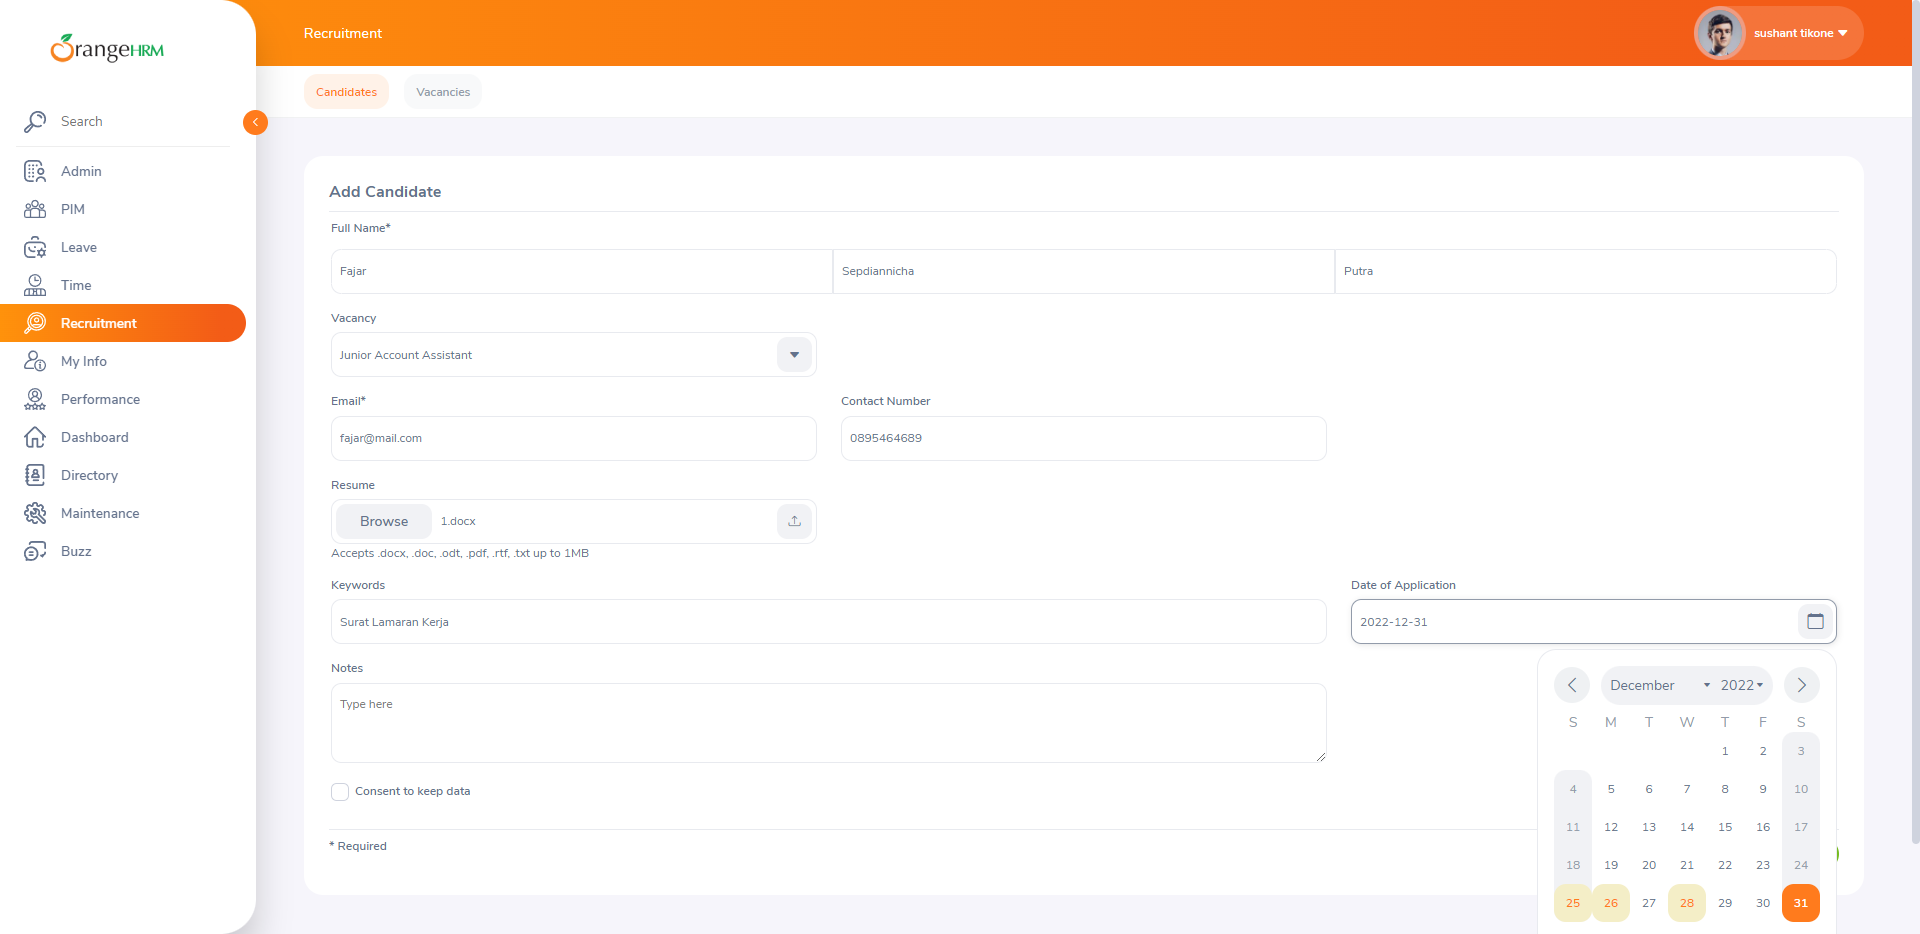 OrangeHRM
Recruitment
sushant tikone
Candidates
Vacancies
Search
Admin
PIM
Leave
Time
Recruitment
My Info
Performance
Dashboard
Directory
Maintenance
Buzz
Add Candidate
Full Name*
Fajar
Sepdiannicha
Putra
Vacancy
Junior Account Assistant
Email*
Contact Number
fajar@mail.com
0895464689
Resume
Browse
1.docx
Accepts .docx, .doc, .odt, .pdf, .rtf, .txt up to 1MB
Keywords
Date of Application
Surat Lamaran Kerja
2022-12-31
Notes
Type here
December 2022
S M T W T F S
1 2 3
4 5 6 7 8 9 10
11 12 13 14 15 16 17
18 19 20 21 22 23 24
25 26 27 28 29 30 31
Consent to keep data
* Required